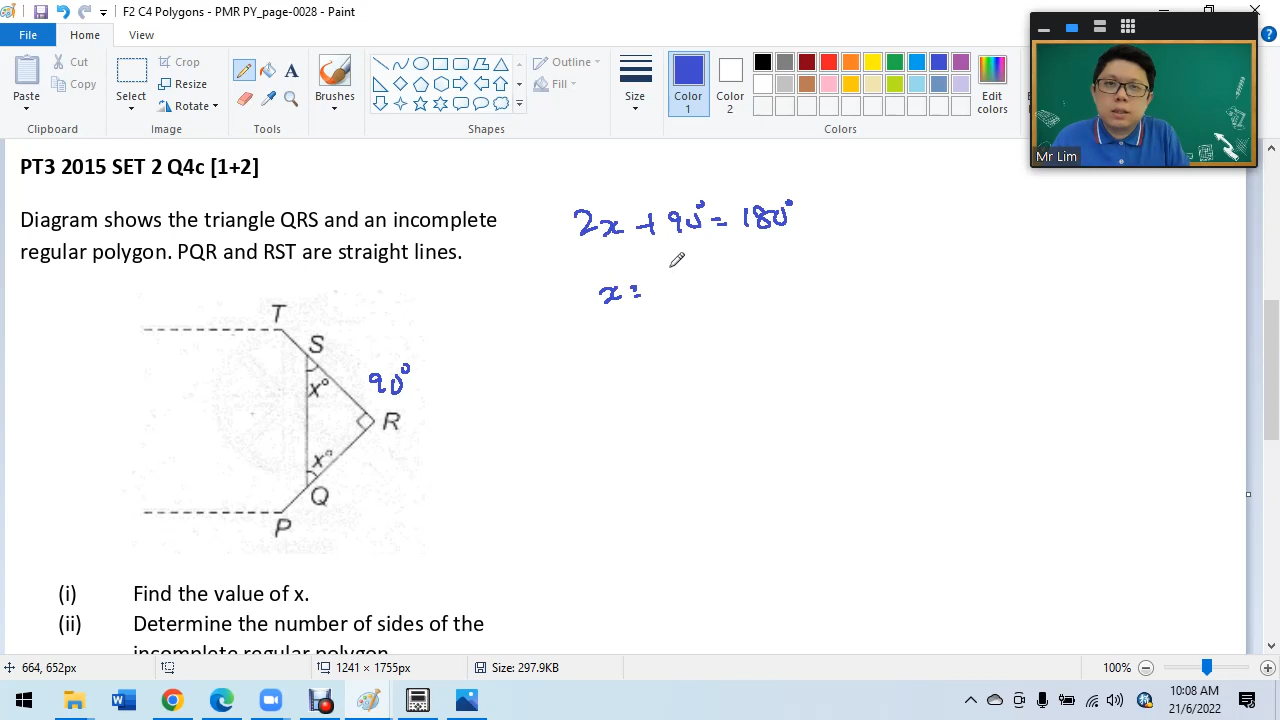 F2 C4 Polygons - PMR PY_page-0028 - Paint
File Home View
Paste Cut Copy Clipboard
Select Crop Resize Rotate Image
Tools
Brushes
Outline Fill Shapes
Size
Color 1 Color 2 Edit colors Colors
Mr Lim
PT3 2015 SET 2 Q4c [1+2]
Diagram shows the triangle QRS and an incomplete
regular polygon. PQR and RST are straight lines.
2x + 90° = 180°
x =
T
S
x°
90°
R
x°
Q
P
(i) Find the value of x.
(ii) Determine the number of sides of the
incomplete regular polygon
664, 652px 1241 × 1755px Size: 297.9KB 100%
10:08 AM
21/6/2022